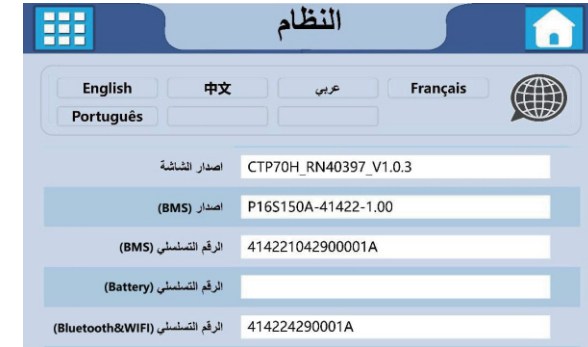 النظام
English 中文 عربي Français
Português
اصدار الشاشة CTP70H_RN40397_V1.0.3
اصدار (BMS) P16S150A-41422-1.00
الرقم التسلسلي (BMS) 414221042900001A
الرقم التسلسلي (Battery)
الرقم التسلسلي (Bluetooth&WIFI) 414224290001A